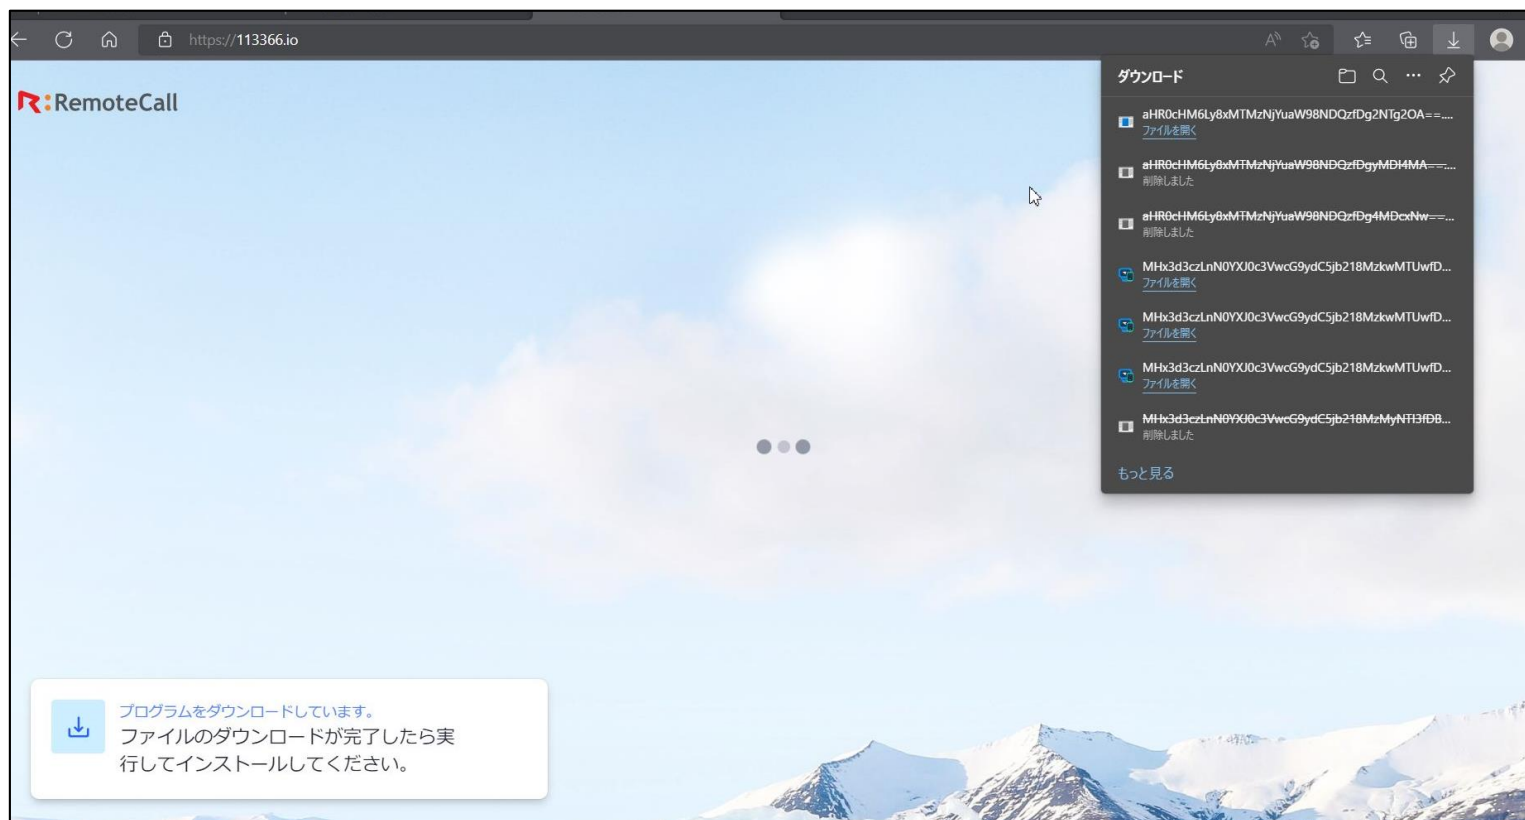 https://113366.io
R:RemoteCall
ダウンロード
aHR0cHM6Ly8xMTMzNjYuaW98NDQzfDg2NTg2OA==....
ファイルを開く
aHR0cHM6Ly8xMTMzNjYuaW98NDQzfDgyMDI4MA==....
削除しました
aHR0cHM6Ly8xMTMzNjYuaW98NDQzfDg4MDcxNw==...
削除しました
MHx3d3czLnN0YXJ0c3VwcG9ydC5jb218MzkwMTUwfD...
ファイルを開く
MHx3d3czLnN0YXJ0c3VwcG9ydC5jb218MzkwMTUwfD...
ファイルを開く
MHx3d3czLnN0YXJ0c3VwcG9ydC5jb218MzkwMTUwfD...
ファイルを開く
MHx3d3czLnN0YXJ0c3VwcG9ydC5jb218MzMyNTI3fDB...
削除しました
もっと見る
プログラムをダウンロードしています。
ファイルのダウンロードが完了したら実
行してインストールしてください。